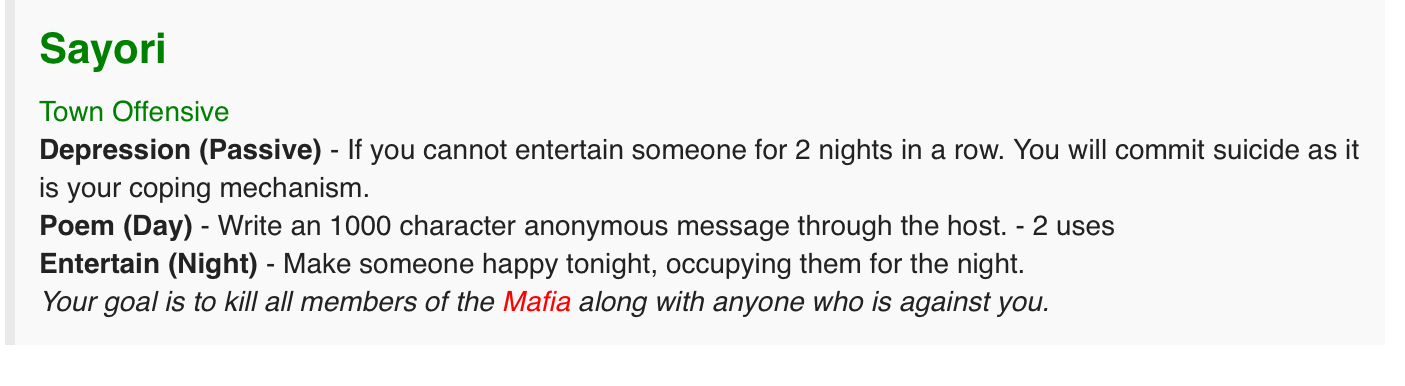 Sayori
Town Offensive
Depression (Passive) - If you cannot entertain someone for 2 nights in a row. You will commit suicide as it
is your coping mechanism.
Poem (Day) - Write an 1000 character anonymous message through the host. - 2 uses
Entertain (Night) - Make someone happy tonight, occupying them for the night.
Your goal is to kill all members of the Mafia along with anyone who is against you.